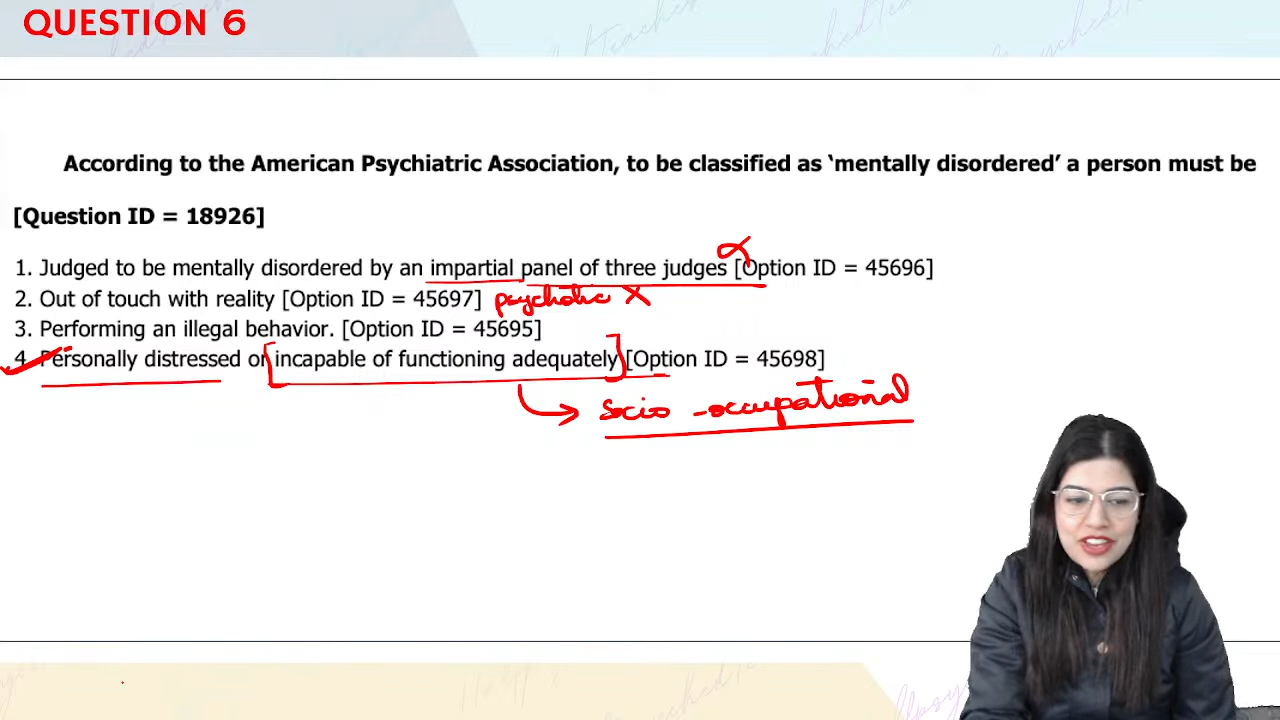 QUESTION 6
According to the American Psychiatric Association, to be classified as ‘mentally disordered’ a person must be
[Question ID = 18926]
1. Judged to be mentally disordered by an impartial panel of three judges [Option ID = 45696]
2. Out of touch with reality [Option ID = 45697] psychotic X
3. Performing an illegal behavior. [Option ID = 45695]
4. Personally distressed or incapable of functioning adequately [Option ID = 45698]
socio-occupational